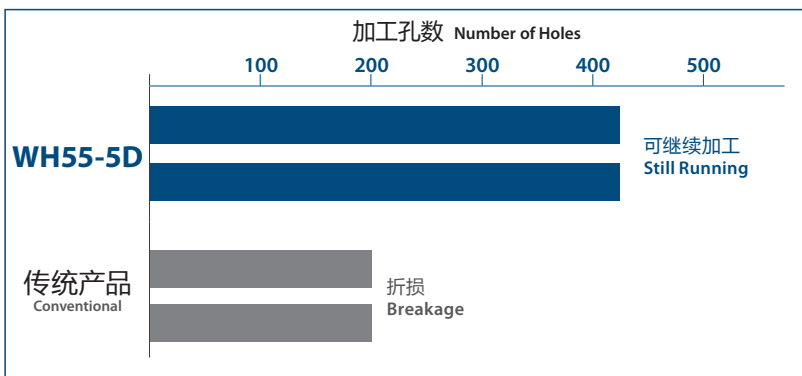 加工孔数 Number of Holes
100 200 300 400 500
WH55-5D
可继续加工
Still Running
传统产品
Conventional
折损
Breakage